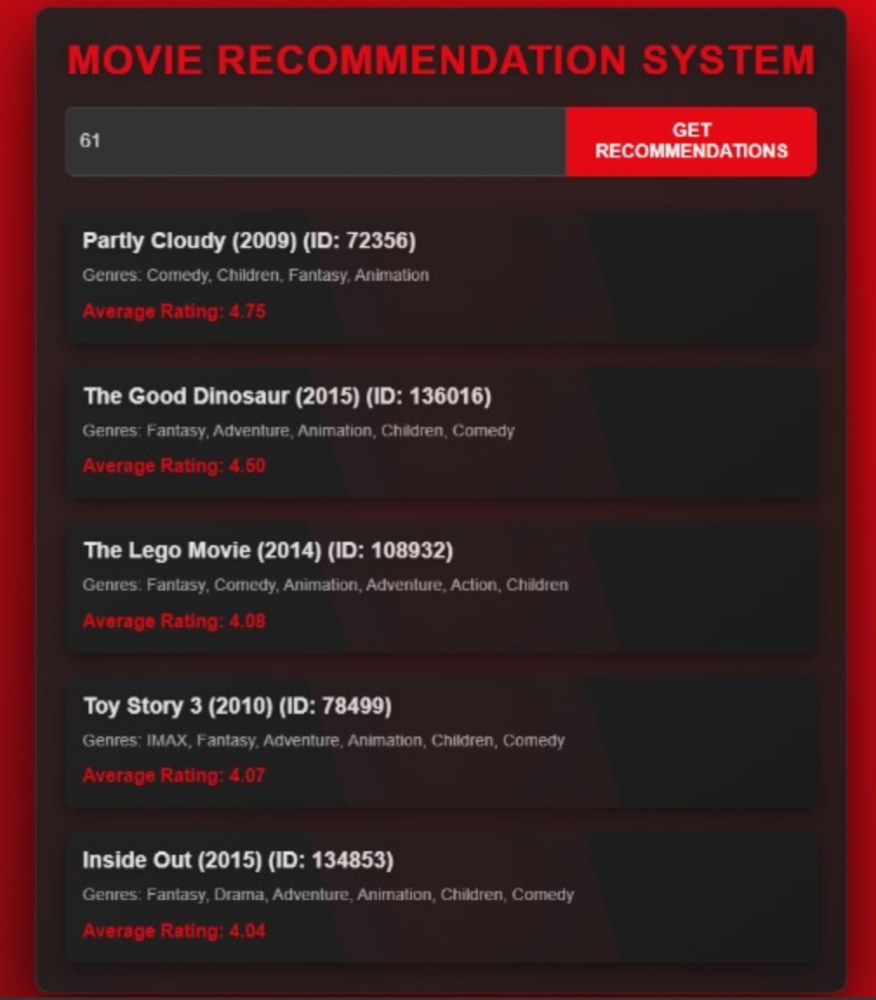 MOVIE RECOMMENDATION SYSTEM
61
GET
RECOMMENDATIONS
Partly Cloudy (2009) (ID: 72356)
Genres: Comedy, Children, Fantasy, Animation
Average Rating: 4.75
The Good Dinosaur (2015) (ID: 136016)
Genres: Fantasy, Adventure, Animation, Children, Comedy
Average Rating: 4.50
The Lego Movie (2014) (ID: 108932)
Genres: Fantasy, Comedy, Animation, Adventure, Action, Children
Average Rating: 4.08
Toy Story 3 (2010) (ID: 78499)
Genres: IMAX, Fantasy, Adventure, Animation, Children, Comedy
Average Rating: 4.07
Inside Out (2015) (ID: 134853)
Genres: Fantasy, Drama, Adventure, Animation, Children, Comedy
Average Rating: 4.04